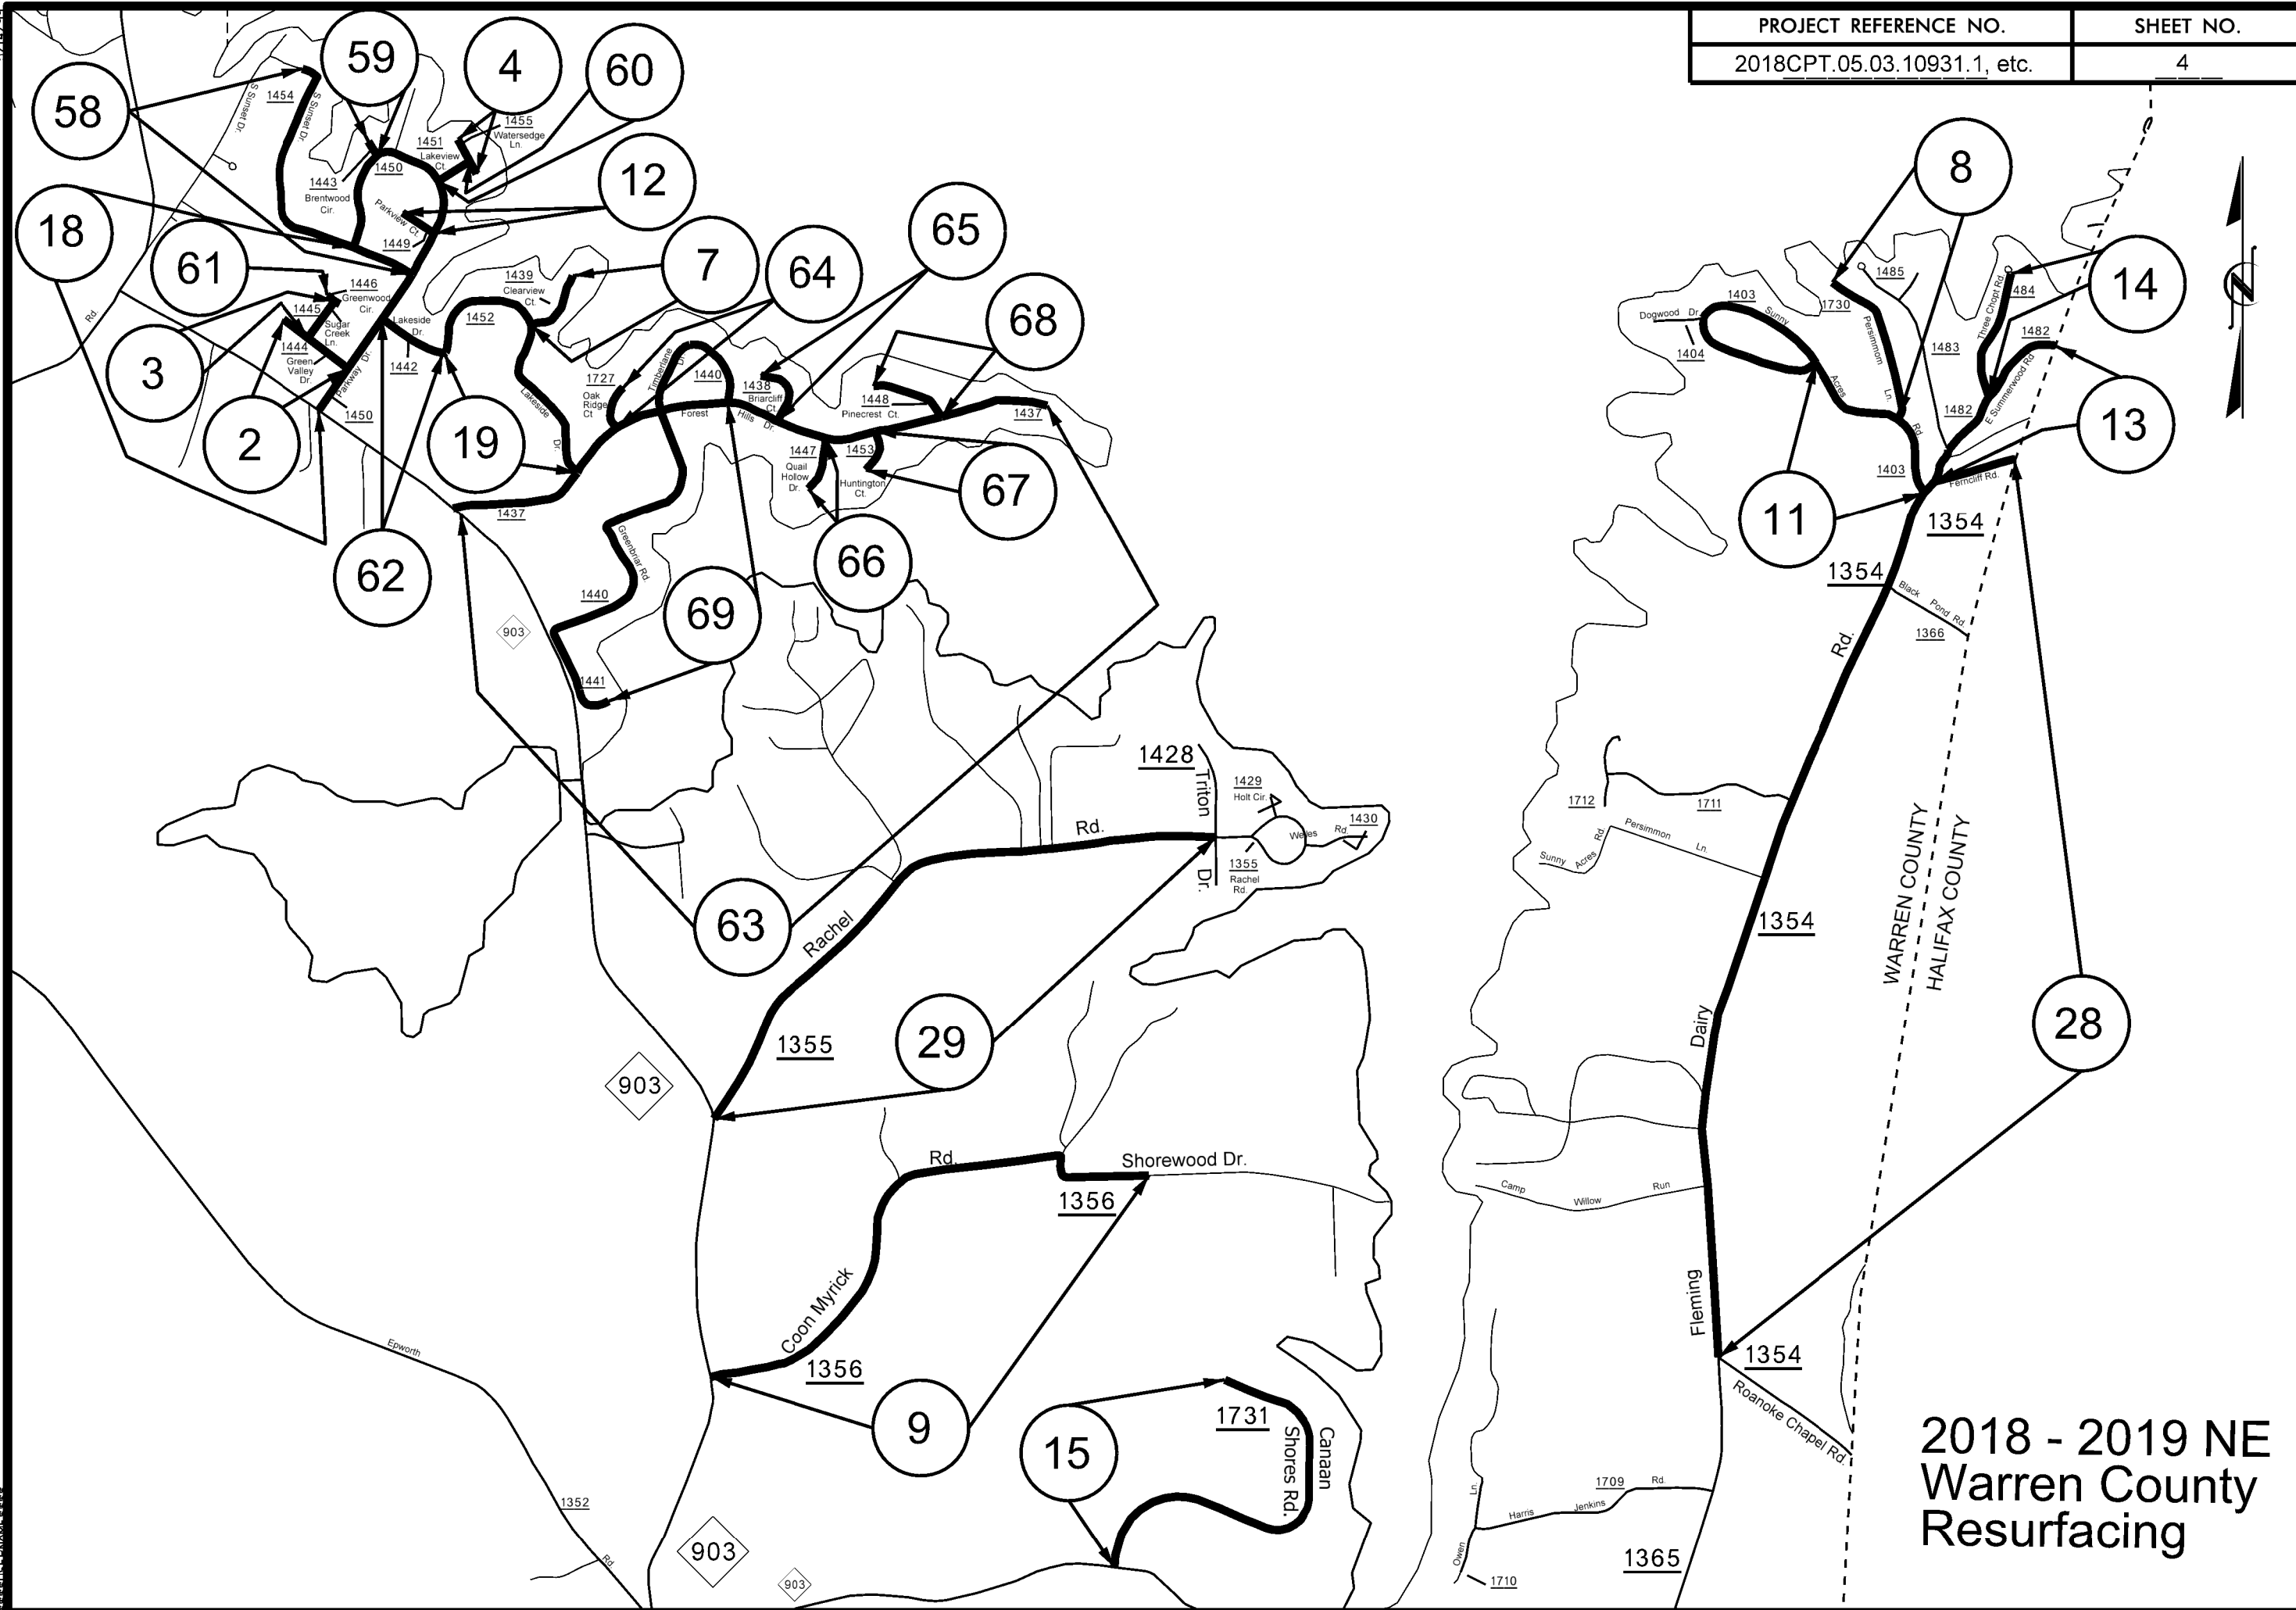 PROJECT REFERENCE NO.
SHEET NO.
2018CPT.05.03.10931.1, etc.
4
59
4
60
58
12
18
61
3
2
19
62
7
64
65
68
67
66
69
63
29
9
15
8
14
13
11
28
1454
S Sunset Dr.
S Sunset Dr.
1451
Lakeview
Ct.
1455
Watersedge
Ln.
1450
1443
Brentwood
Cir.
Parkview Ct.
1449
1446
Greenwood
Cir.
1445
Sugar
Creek
Ln.
1444
Green
Valley
Dr.
Parkway Dr.
1450
Lakeside
Dr.
1442
1439
Clearview
Ct.
1452
Lakeside
Dr.
1727
Oak
Ridge
Ct
Timberlane
Dr.
1440
1438
Briarcliff
Ct.
Forest
Hills
Dr.
1448
Pinecrest Ct.
1437
1447
Quail
Hollow
Dr.
1453
Huntington
Ct.
1437
Greenbriar Rd.
1440
1441
903
Rd.
1428
Triton
Dr.
1429
Holt Cir.
Rd.
1430
1355
Rachel
Rd.
Rd.
Rachel
1355
903
Rd.
Shorewood Dr.
1356
Coon Myrick
1356
1731
Canaan
Shores Rd.
Epworth
1352
Rd.
903
903
Dogwood Dr.
1404
1403
Sunny
Acres
Rd.
1403
1730
Persimmom
Ln.
1485
1483
Three Chopt Rd.
484
1482
1482
E Summerwood Rd
Ferncliff Rd.
1354
1354
Black Pond Rd.
1366
Rd.
1712
1711
Persimmon
Ln.
Sunny Acres Rd.
1354
WARREN COUNTY
HALIFAX COUNTY
Dairy
Camp Willow Run
Fleming
1354
Roanoke Chapel Rd.
1709
Rd.
Harris Jenkins
Ln.
Owen
1710
1365
2018 - 2019 NE
Warren County
Resurfacing